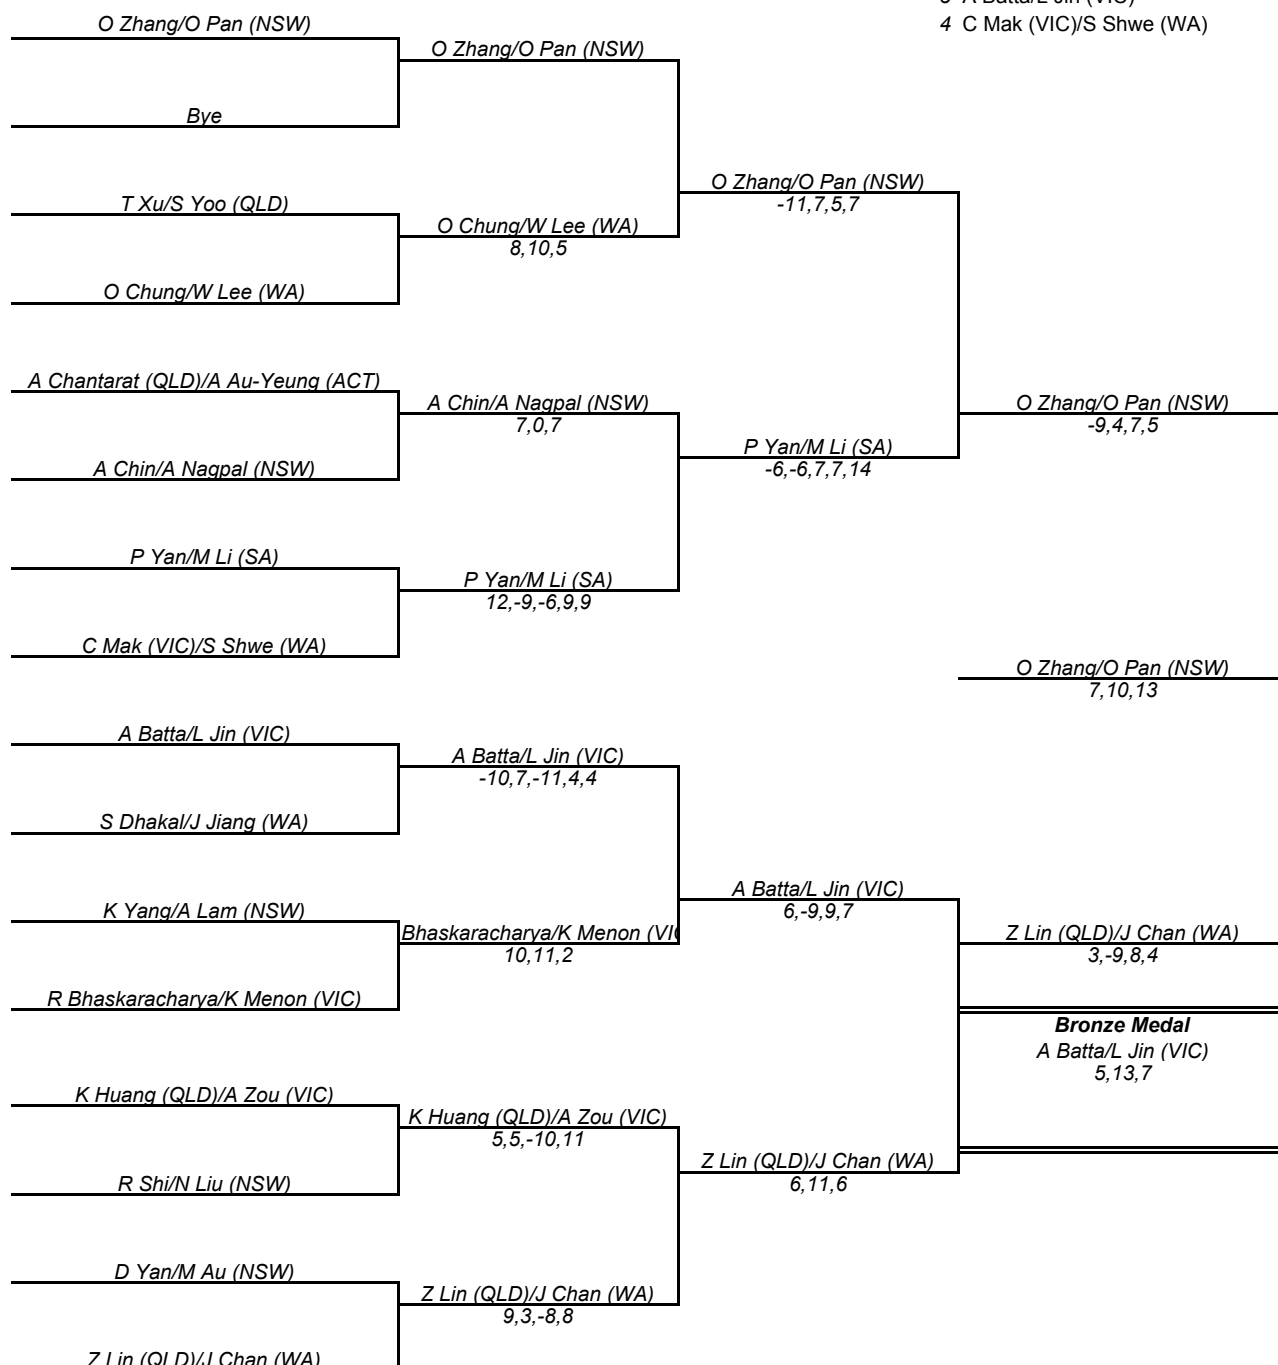 3 A Batta/L Jin (VIC)
4 C Mak (VIC)/S Shwe (WA)
O Zhang/O Pan (NSW)
O Zhang/O Pan (NSW)
Bye
O Zhang/O Pan (NSW)
-11,7,5,7
T Xu/S Yoo (QLD)
O Chung/W Lee (WA)
8,10,5
O Chung/W Lee (WA)
A Chantarat (QLD)/A Au-Yeung (ACT)
A Chin/A Nagpal (NSW)
7,0,7
O Zhang/O Pan (NSW)
-9,4,7,5
A Chin/A Nagpal (NSW)
P Yan/M Li (SA)
-6,-6,7,7,14
P Yan/M Li (SA)
P Yan/M Li (SA)
12,-9,-6,9,9
C Mak (VIC)/S Shwe (WA)
O Zhang/O Pan (NSW)
7,10,13
A Batta/L Jin (VIC)
A Batta/L Jin (VIC)
-10,7,-11,4,4
S Dhakal/J Jiang (WA)
A Batta/L Jin (VIC)
6,-9,9,7
K Yang/A Lam (NSW)
Bhaskaracharya/K Menon (VIC
10,11,2
Z Lin (QLD)/J Chan (WA)
3,-9,8,4
R Bhaskaracharya/K Menon (VIC)
Bronze Medal
A Batta/L Jin (VIC)
5,13,7
K Huang (QLD)/A Zou (VIC)
K Huang (QLD)/A Zou (VIC)
5,5,-10,11
R Shi/N Liu (NSW)
Z Lin (QLD)/J Chan (WA)
6,11,6
D Yan/M Au (NSW)
Z Lin (QLD)/J Chan (WA)
9,3,-8,8
Z Lin (QLD)/J Chan (WA)